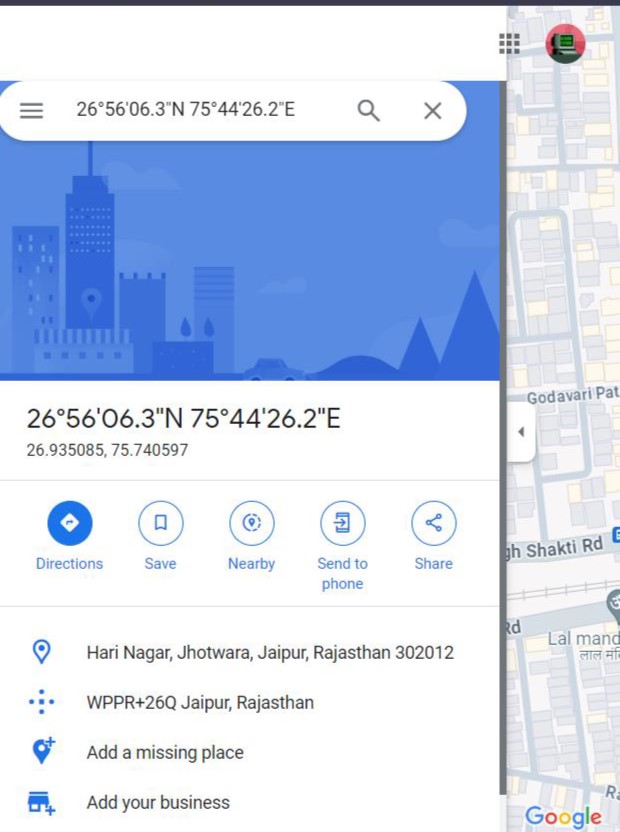 26°56'06.3"N 75°44'26.2"E
26°56'06.3"N 75°44'26.2"E
26.935085, 75.740597
Directions
Save
Nearby
Send to
phone
Share
Hari Nagar, Jhotwara, Jaipur, Rajasthan 302012
WPPR+26Q Jaipur, Rajasthan
Add a missing place
Add your business
Godavari Pat
gh Shakti Rd
Rd
Lal mand
लाल मंि
Ra
Google